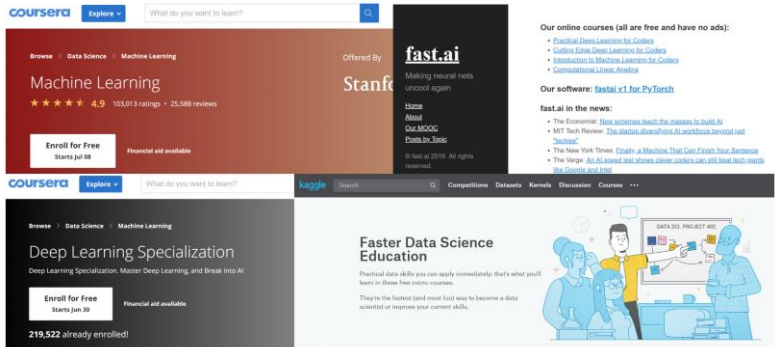 coursera
Explore
What do you want to learn?
Browse > Data Science > Machine Learning
Machine Learning
4.9 103,013 ratings • 25,588 reviews
Enroll for Free
Starts Jul 08
Financial aid available
Offered By
Stanfo
fast.ai
Making neural nets
uncool again
Home
About
Our MOOC
Posts by Topic
© fast.ai 2019. All rights
reserved.
Our online courses (all are free and have no ads):
• Practical Deep Learning for Coders
• Cutting Edge Deep Learning for Coders
• Introduction to Machine Learning for Coders
• Computational Linear Algebra
Our software: fastai v1 for PyTorch
fast.ai in the news:
• The Economist: New schemes teach the masses to build AI
• MIT Tech Review: The startup diversifying AI workforce beyond just
"techies"
• The New York Times: Finally, a Machine That Can Finish Your Sentence
• The Verge: An AI speed test shows clever coders can still beat tech giants
like Google and Intel
coursera
Explore
What do you want to learn?
Browse > Data Science > Machine Learning
Deep Learning Specialization
Deep Learning Specialization. Master Deep Learning, and Break into AI
Enroll for Free
Starts Jun 30
Financial aid available
219,522 already enrolled!
kaggle
Search
Competitions Datasets Kernels Discussion Courses •••
Faster Data Science
Education
Practical data skills you can apply immediately: that's what you'll
learn in these free micro-courses.
They're the fastest (and most fun) way to become a data
scientist or improve your current skills.
DATA SCI. PROJECT 402